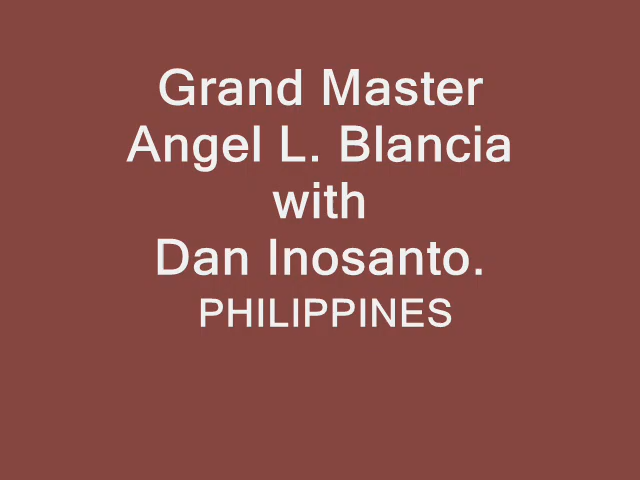 Grand Master
Angel L. Blancia
with
Dan Inosanto.
PHILIPPINES